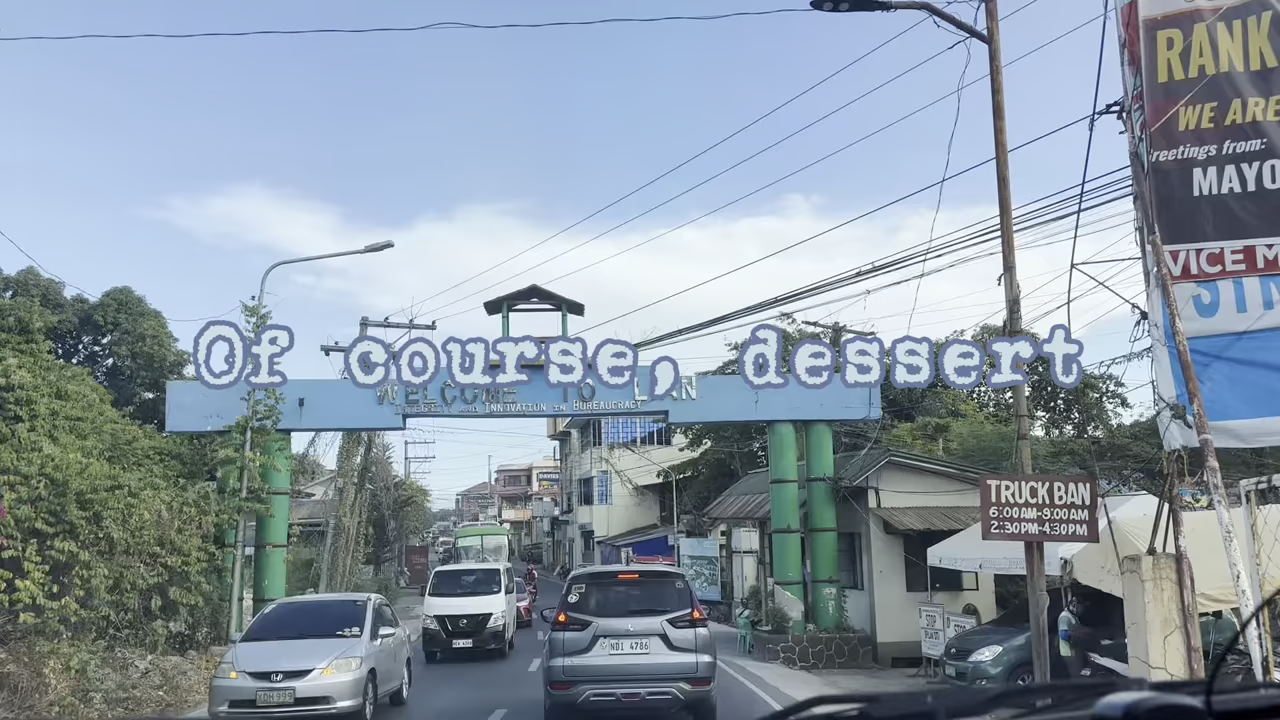 RANK
WE ARE
reetings from:
MAYO
VICE M
Of course, dessert
WELCOME TO
AND INNOVATION IN BUREAUCRACY
DAVIES
TRUCK BAN
6:00AM-9:00AM
2:30PM-4:30PM
STOP
NDI 4786